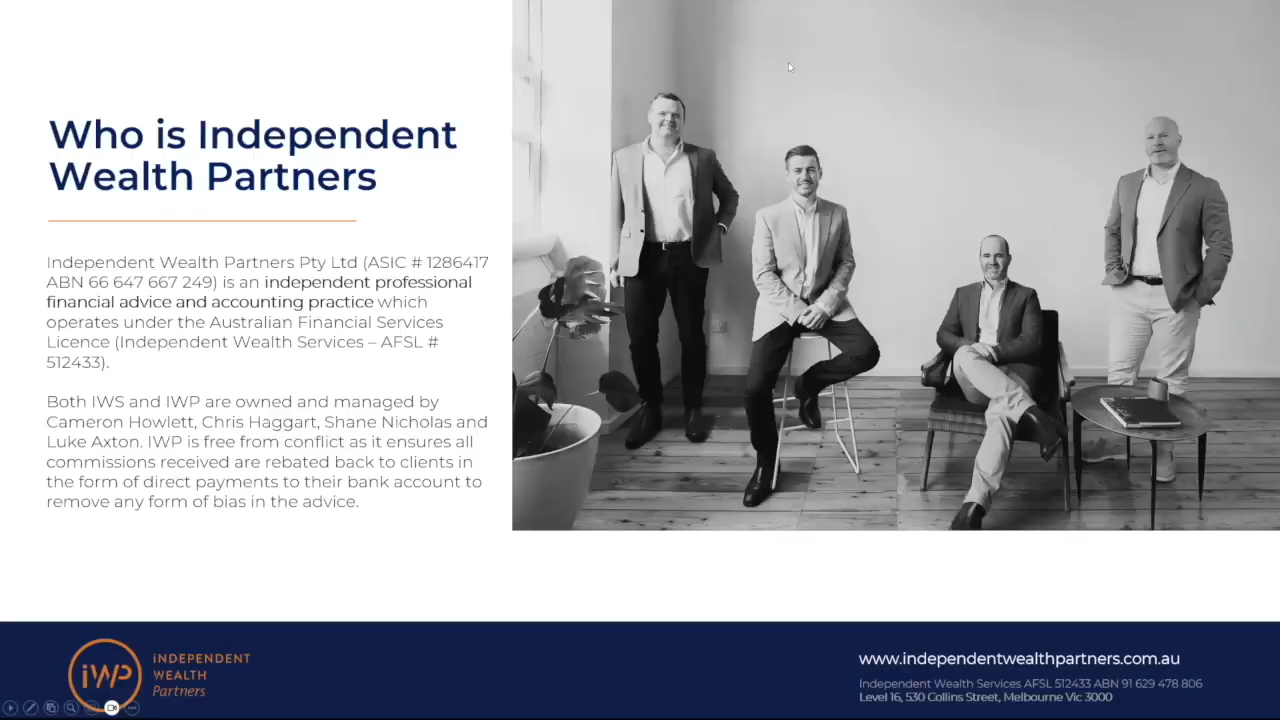 Who is Independent
Wealth Partners
Independent Wealth Partners Pty Ltd (ASIC # 1286417
ABN 66 647 667 249) is an independent professional
financial advice and accounting practice which
operates under the Australian Financial Services
Licence (Independent Wealth Services – AFSL #
512433).
Both IWS and IWP are owned and managed by
Cameron Howlett, Chris Haggart, Shane Nicholas and
Luke Axton. IWP is free from conflict as it ensures all
commissions received are rebated back to clients in
the form of direct payments to their bank account to
remove any form of bias in the advice.
iWP
iNDEPENDENT
WEALTH
Partners
www.independentwealthpartners.com.au
Independent Wealth Services AFSL 512433 ABN 91 629 478 806
Level 16, 530 Collins Street, Melbourne Vic 3000